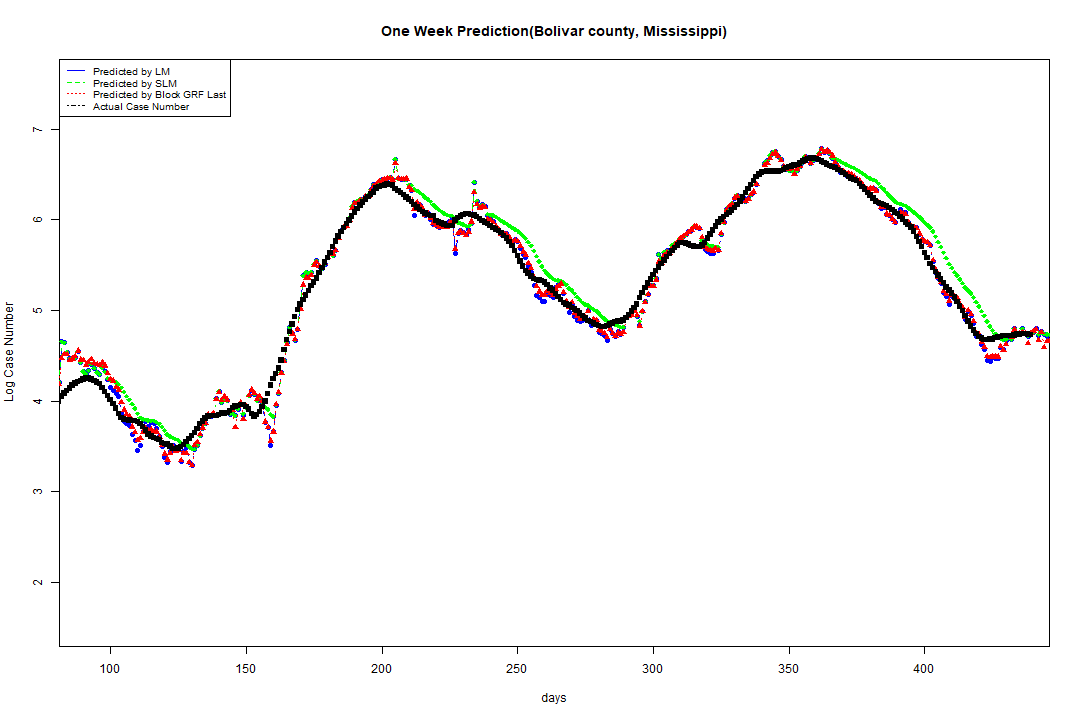 One Week Prediction(Bolivar county, Mississippi)
Predicted by LM
Predicted by SLM
Predicted by Block GRF Last
Actual Case Number
7
6
5
4
3
2
Log Case Number
100 150 200 250 300 350 400
days